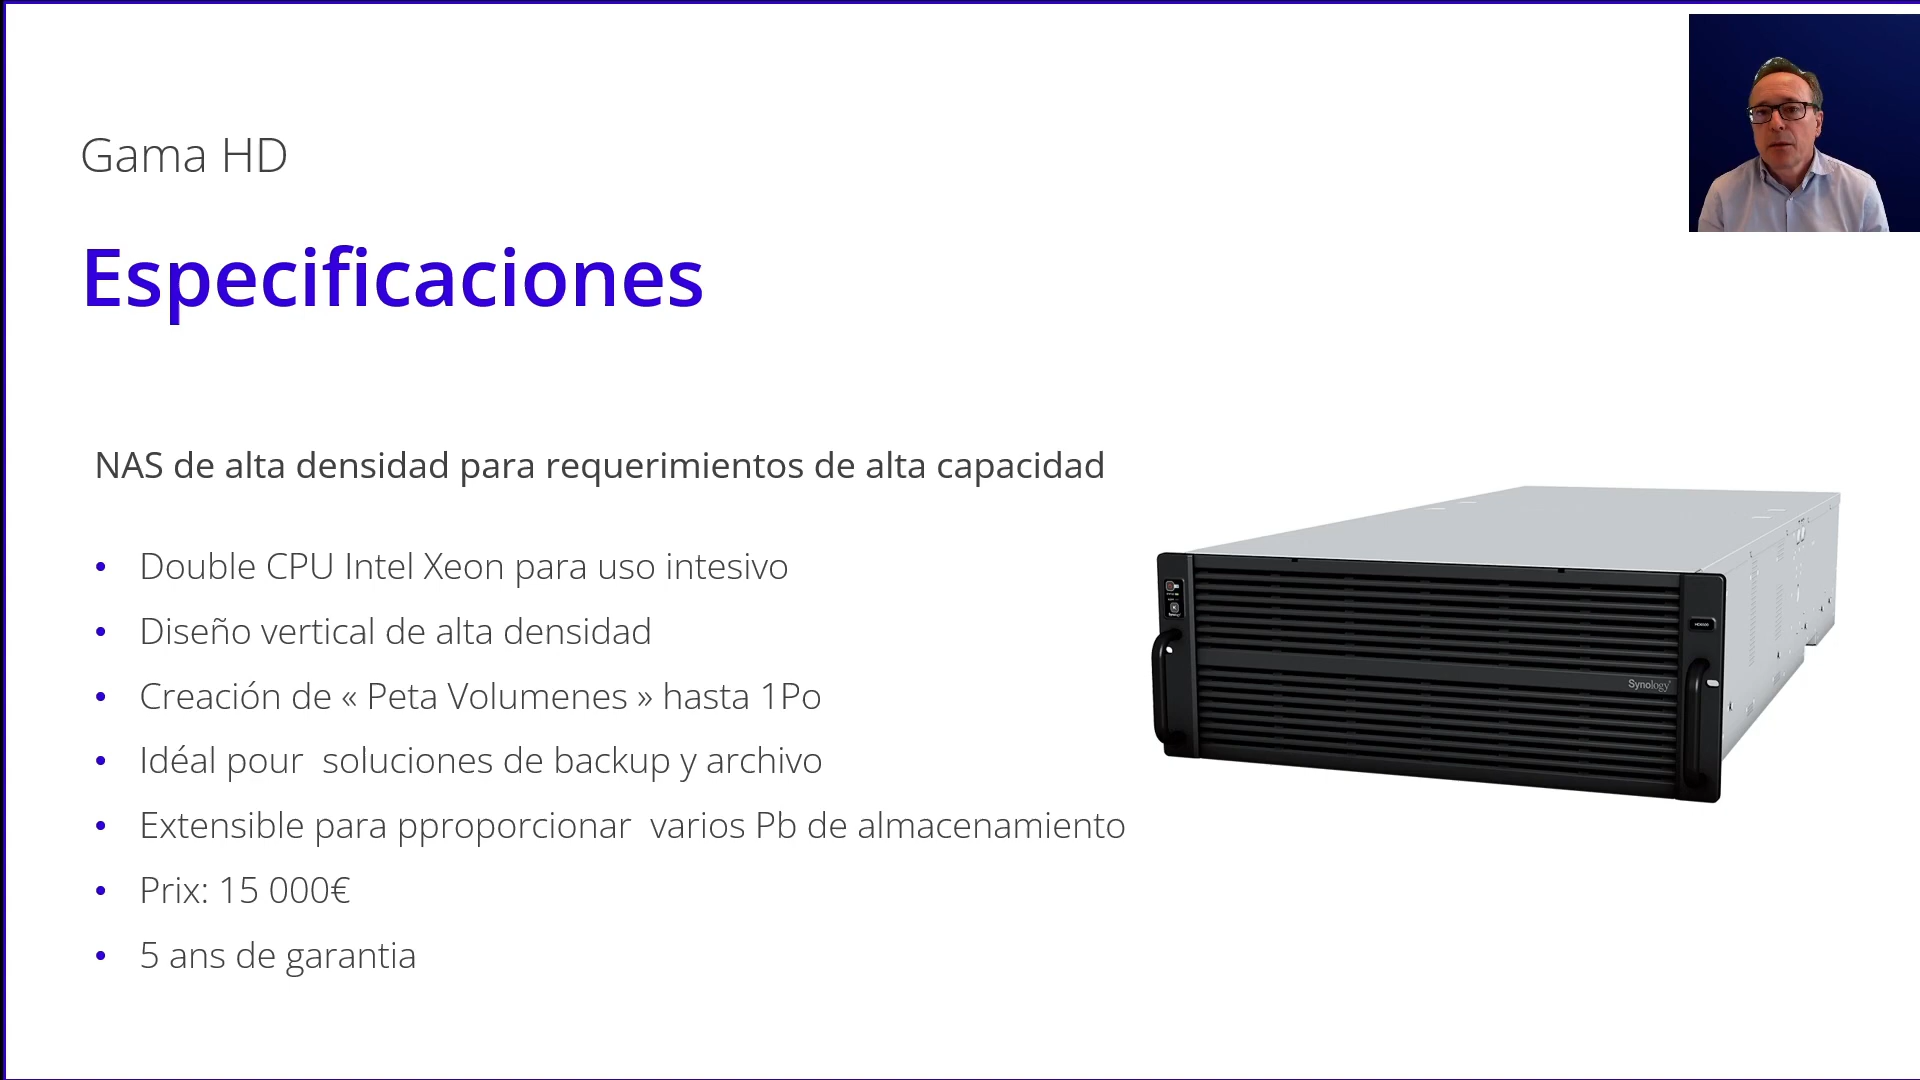 Gama HD
Especificaciones
NAS de alta densidad para requerimientos de alta capacidad
• Double CPU Intel Xeon para uso intesivo
• Diseño vertical de alta densidad
• Creación de « Peta Volumenes » hasta 1Po
• Idéal pour  soluciones de backup y archivo
• Extensible para pproporcionar  varios Pb de almacenamiento
• Prix: 15 000€
• 5 ans de garantia
Synology